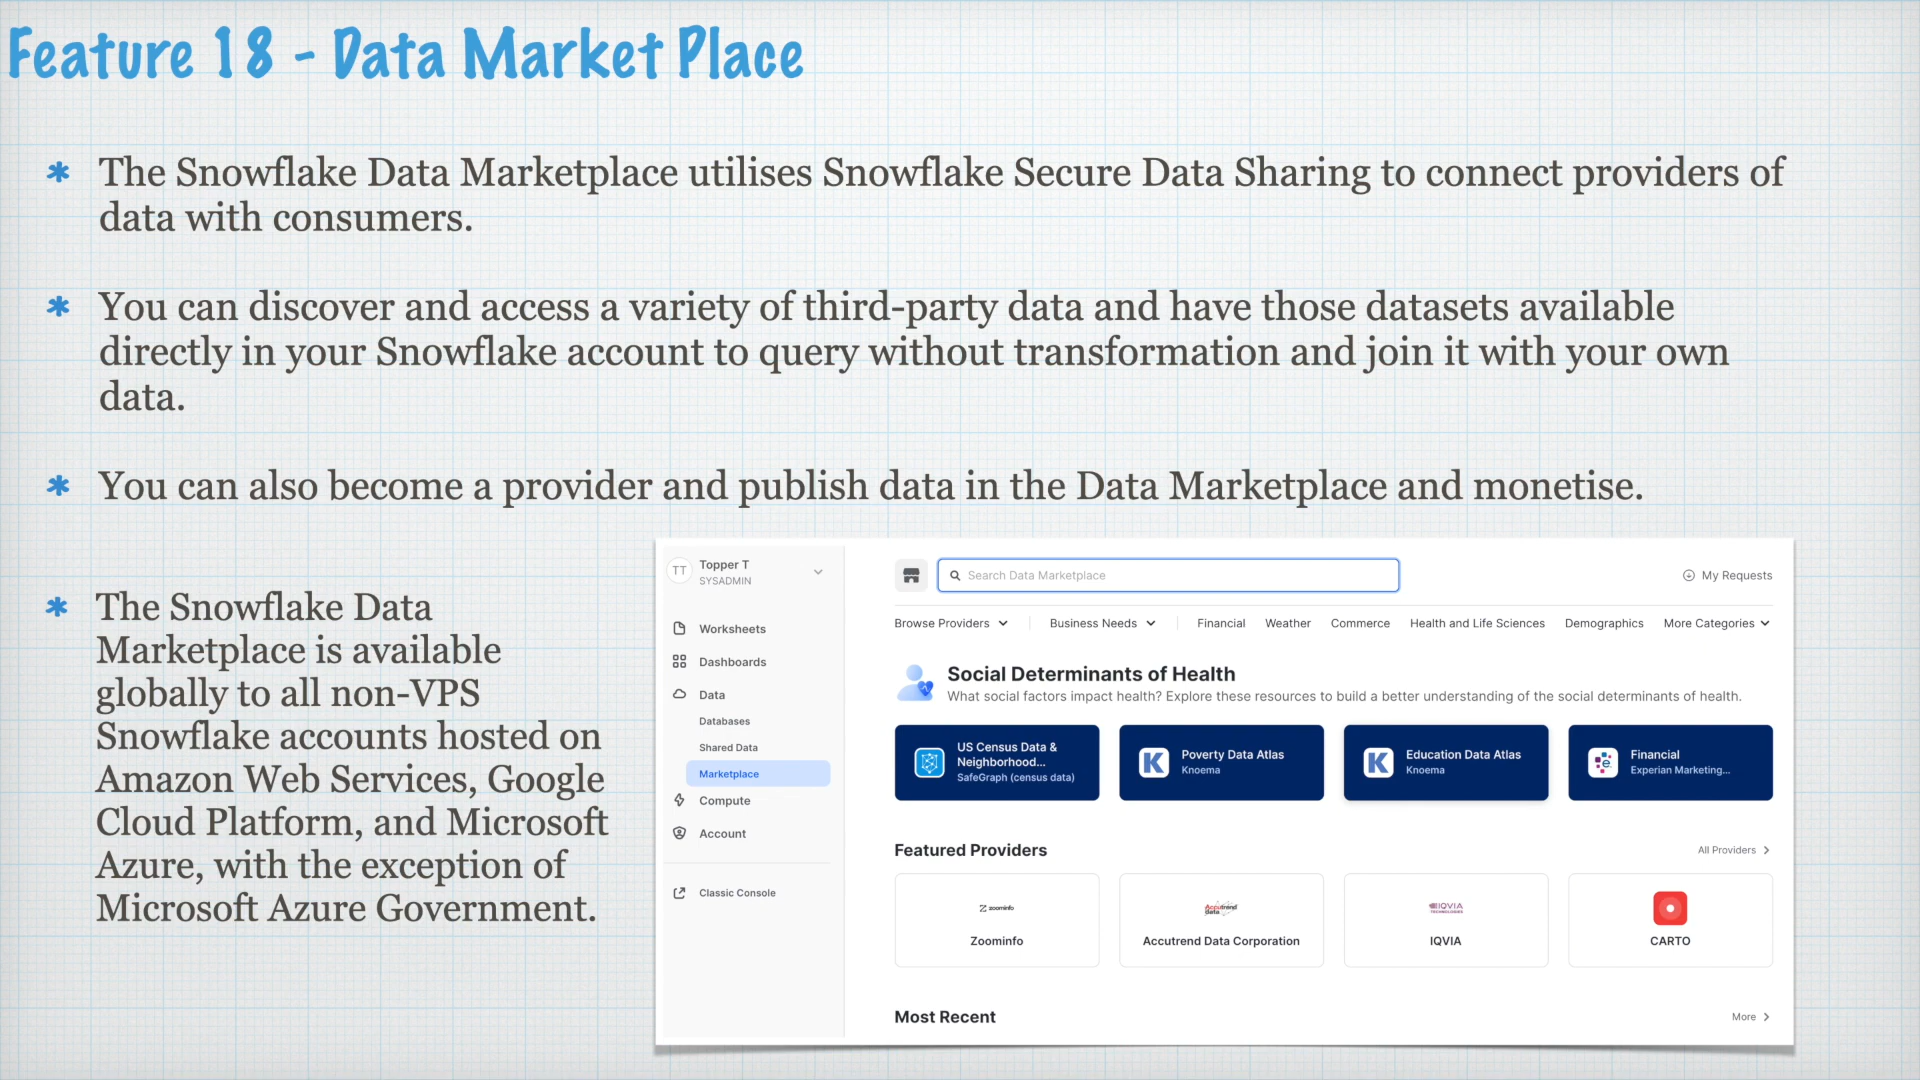 Feature 18 - Data Market Place
* The Snowflake Data Marketplace utilises Snowflake Secure Data Sharing to connect providers of
data with consumers.
* You can discover and access a variety of third-party data and have those datasets available
directly in your Snowflake account to query without transformation and join it with your own
data.
* You can also become a provider and publish data in the Data Marketplace and monetise.
* The Snowflake Data
Marketplace is available
globally to all non-VPS
Snowflake accounts hosted on
Amazon Web Services, Google
Cloud Platform, and Microsoft
Azure, with the exception of
Microsoft Azure Government.
TT
Topper T
SYSADMIN
Worksheets
Dashboards
Data
Databases
Shared Data
Marketplace
Compute
Account
Classic Console
Search Data Marketplace
My Requests
Browse Providers
Business Needs
Financial
Weather
Commerce
Health and Life Sciences
Demographics
More Categories
Social Determinants of Health
What social factors impact health? Explore these resources to build a better understanding of the social determinants of health.
US Census Data &
Neighborhood...
SafeGraph (census data)
K
Poverty Data Atlas
Knoema
K
Education Data Atlas
Knoema
e
Financial
Experian Marketing...
Featured Providers
All Providers
zoominfo
Zoominfo
Accutrend
data
Accutrend Data Corporation
IQVIA
TECHNOLOGIES
IQVIA
CARTO
Most Recent
More